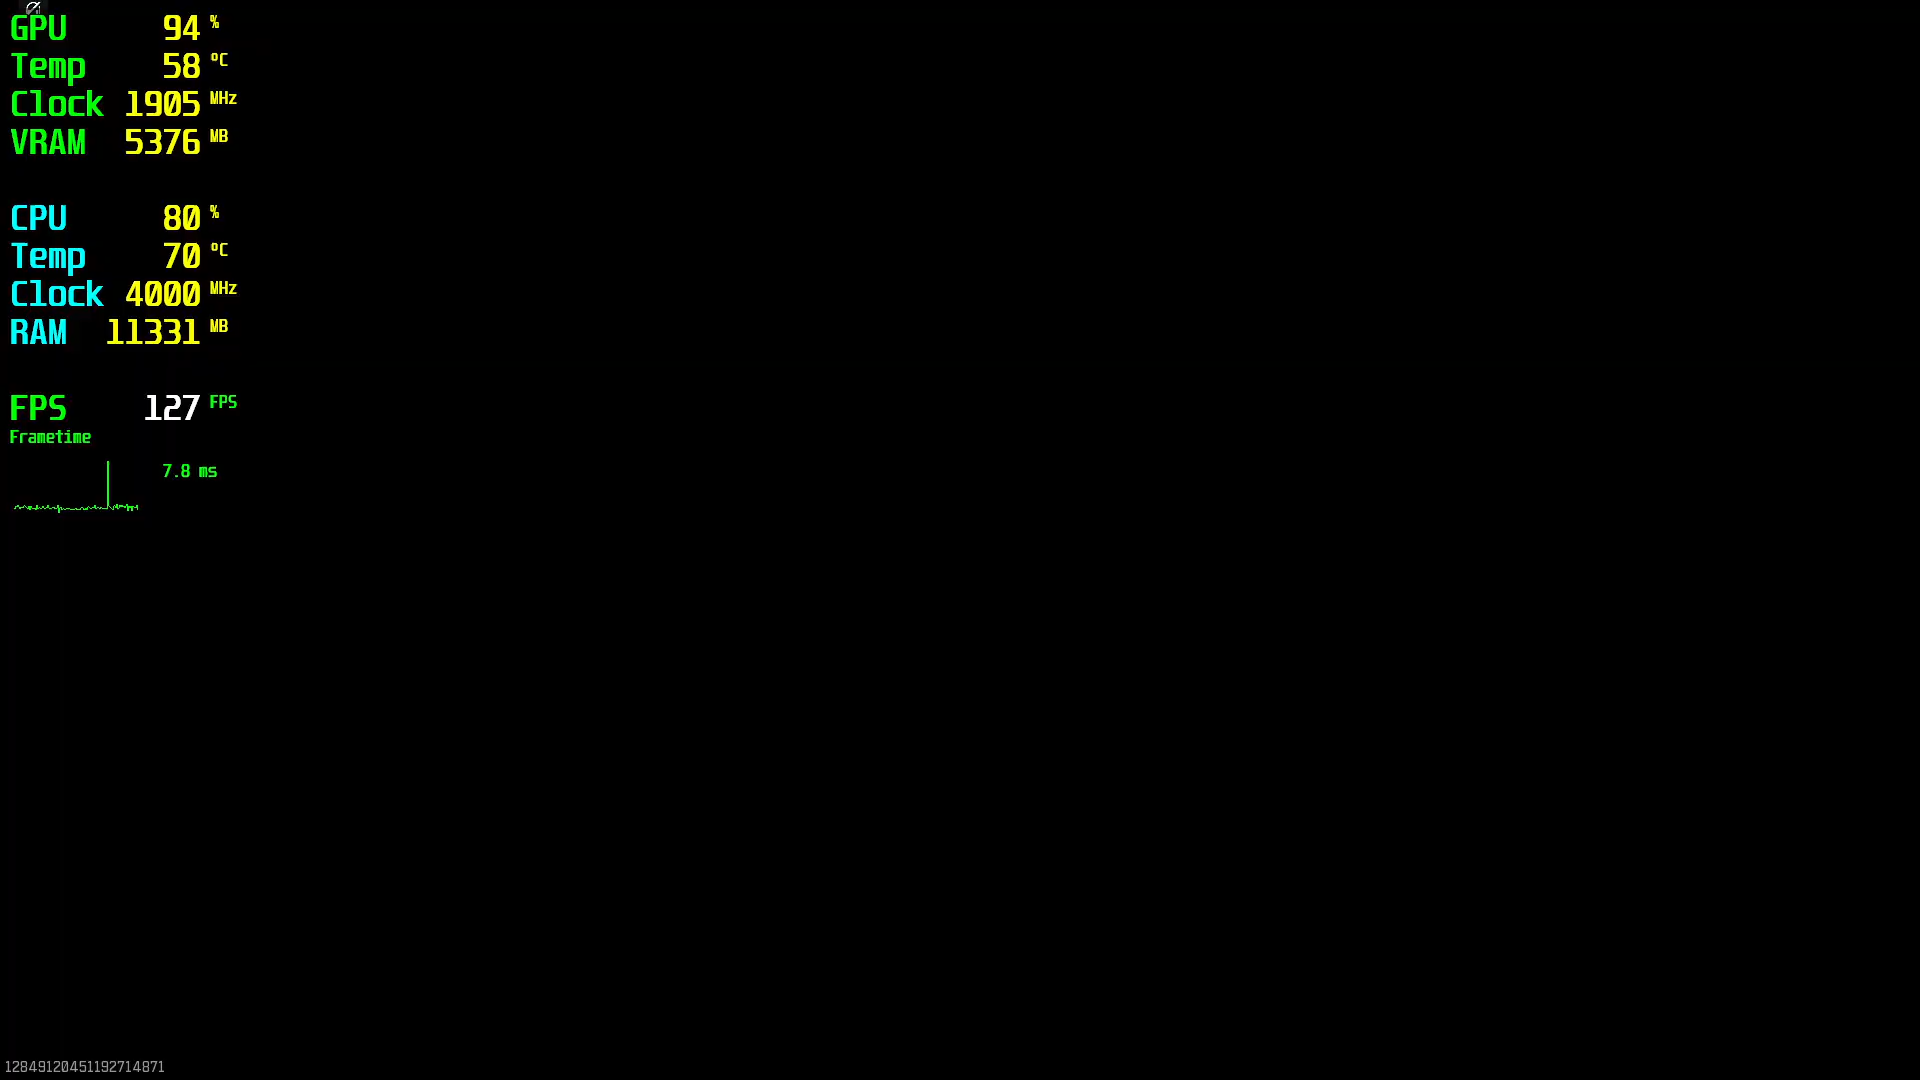 GPU 94 %
Temp 58 °C
Clock 1905 MHz
VRAM 5376 MB
CPU 80 %
Temp 70 °C
Clock 4000 MHz
RAM 11331 MB
FPS 127 FPS
Frametime
7.8 ms
12849120451192714871